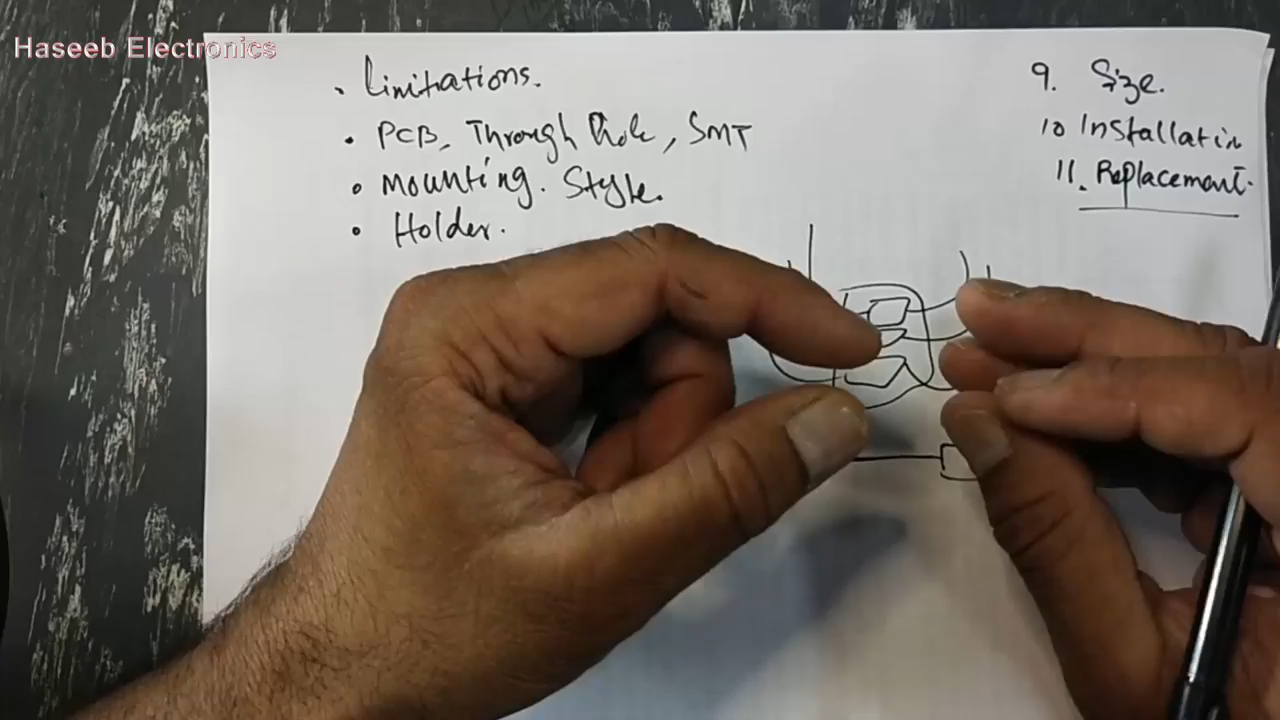 Haseeb Electronics
• Limitations.
• PCB, Through Hole, SMT
• Mounting. Style.
• Holder.
9. Size.
10 Installatin
11. Replacement.